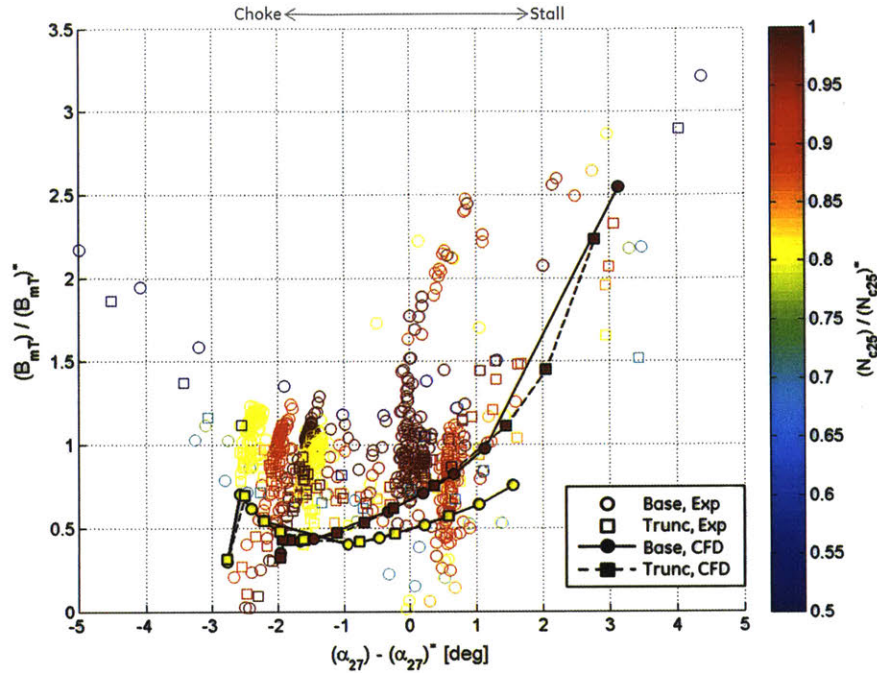 Choke Stall
3.5
3
2.5
2
1.5
1
0.5
0
(B_mT) / (B_mT)*
-5 -4 -3 -2 -1 0 1 2 3 4 5
(α_27) - (α_27)* [deg]
Base, Exp
Trunc, Exp
Base, CFD
Trunc, CFD
1
0.95
0.9
0.85
0.8
0.75
0.7
0.65
0.6
0.55
0.5
(N_c25) / (N_c25)*